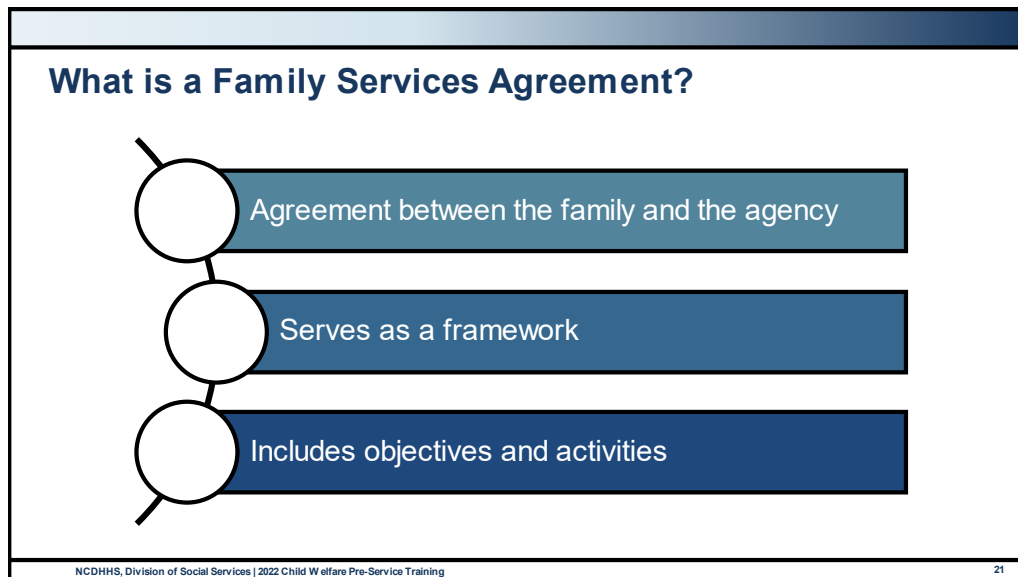 What is a Family Services Agreement?
Agreement between the family and the agency
Serves as a framework
Includes objectives and activities
NCDHHS, Division of Social Services | 2022 Child Welfare Pre-Service Training
21